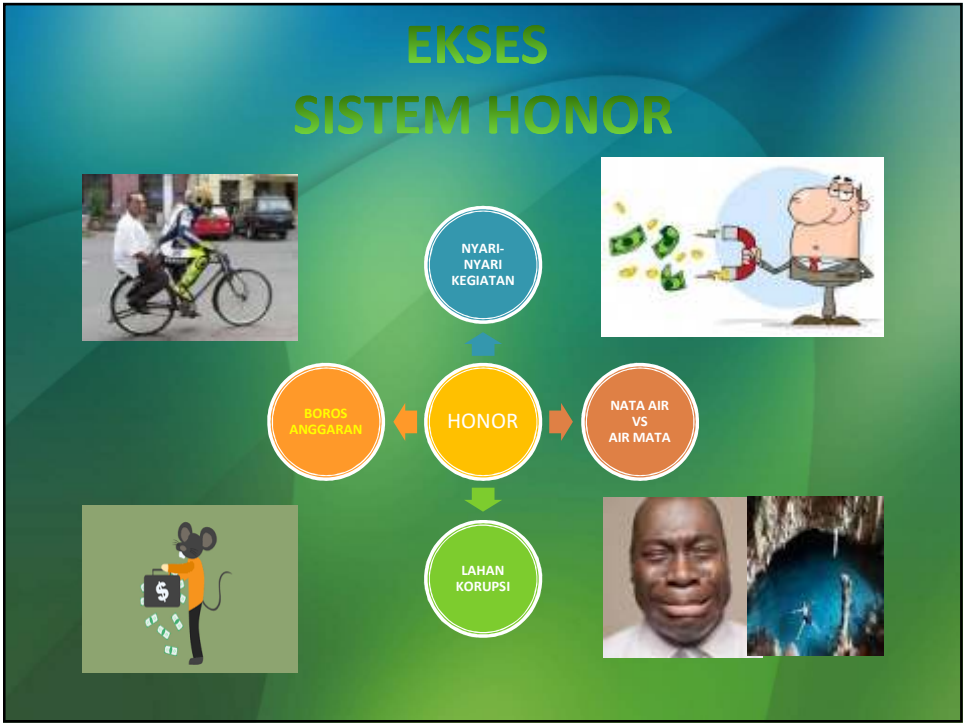 EKSES
SISTEM HONOR
NYARI-
NYARI
KEGIATAN
BOROS
ANGGARAN
HONOR
NATA AIR
VS
AIR MATA
$
LAHAN
KORUPSI